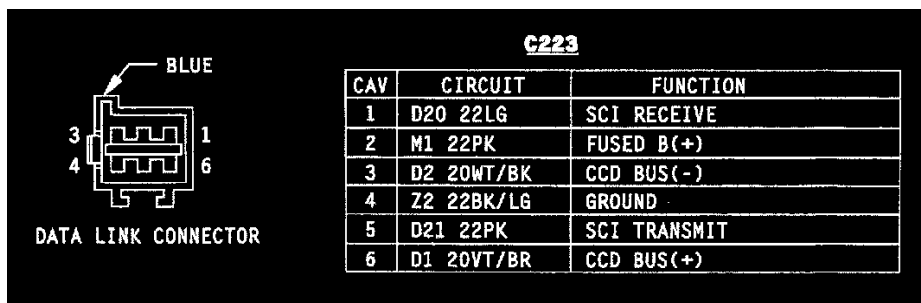 C223
BLUE
3 1
4 6
DATA LINK CONNECTOR
CAV CIRCUIT FUNCTION
1 D20 22LG SCI RECEIVE
2 M1 22PK FUSED B(+)
3 D2 20WT/BK CCD BUS(-)
4 Z2 22BK/LG GROUND
5 D21 22PK SCI TRANSMIT
6 D1 20VT/BR CCD BUS(+)